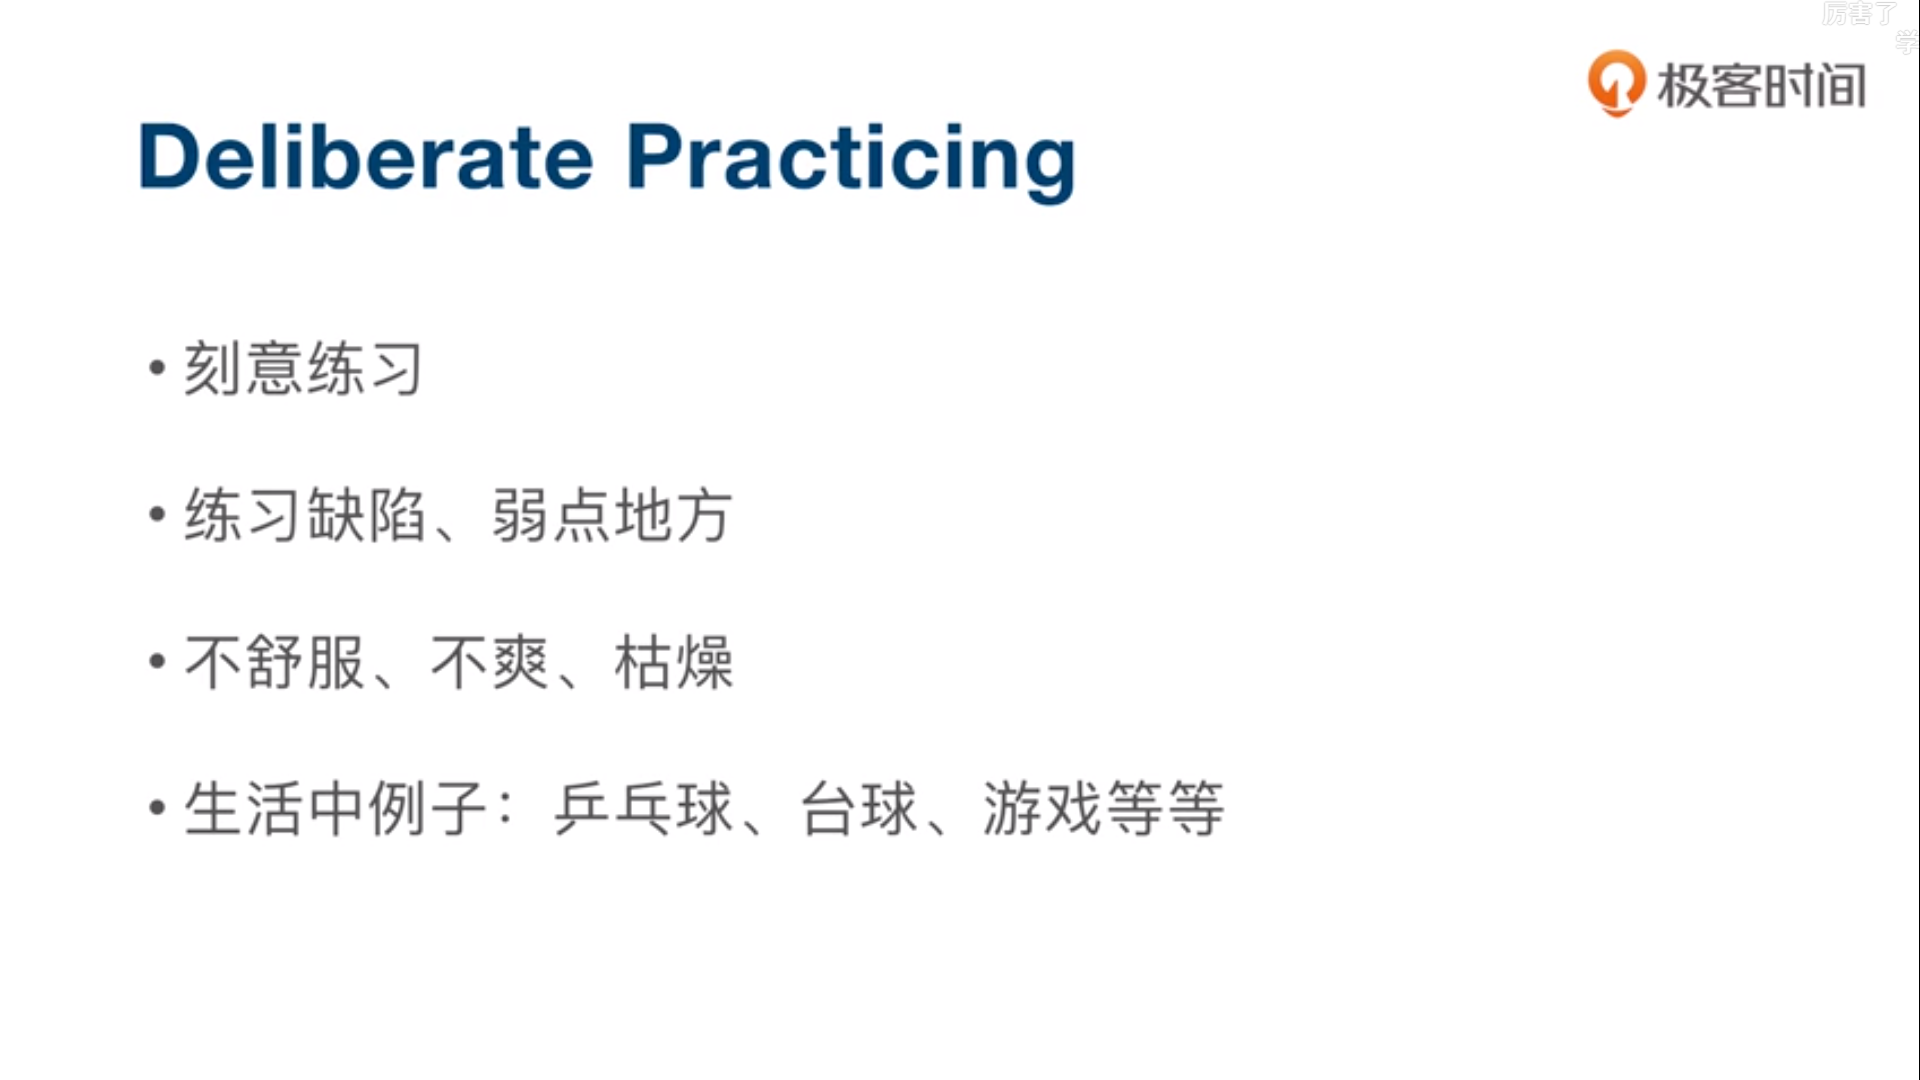 厉害了
学
极客时间
Deliberate Practicing
• 刻意练习
• 练习缺陷、弱点地方
• 不舒服、不爽、枯燥
• 生活中例子：乒乓球、台球、游戏等等